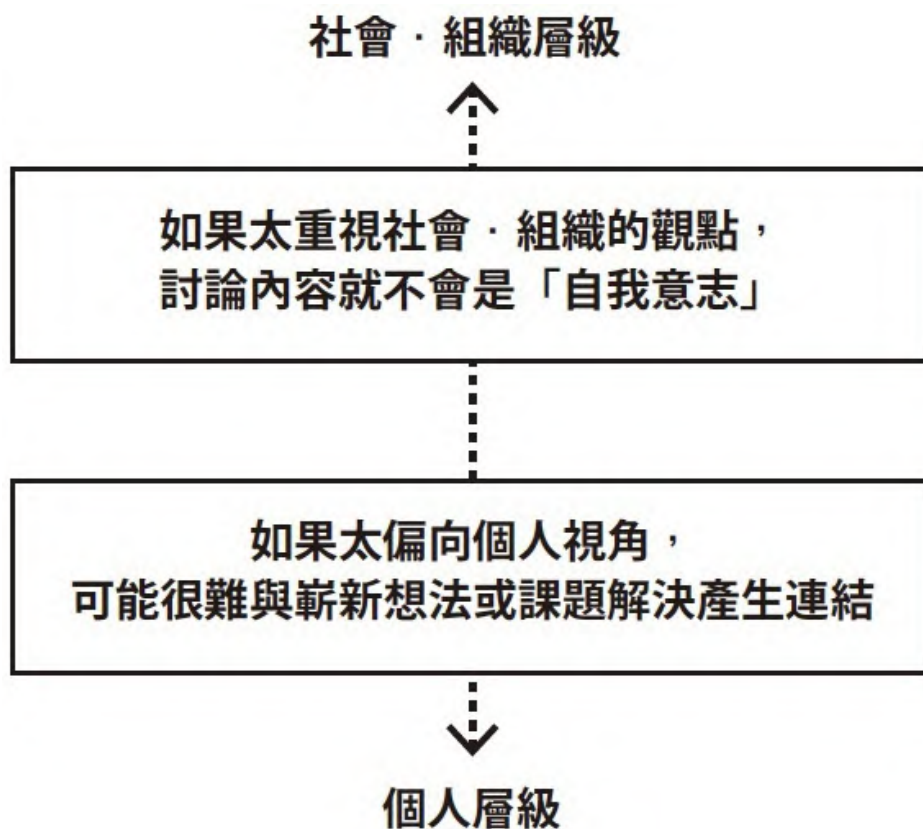 社會・組織層級
如果太重視社會・組織的觀點，
討論內容就不會是「自我意志」
如果太偏向個人視角，
可能很難與嶄新想法或課題解決產生連結
個人層級